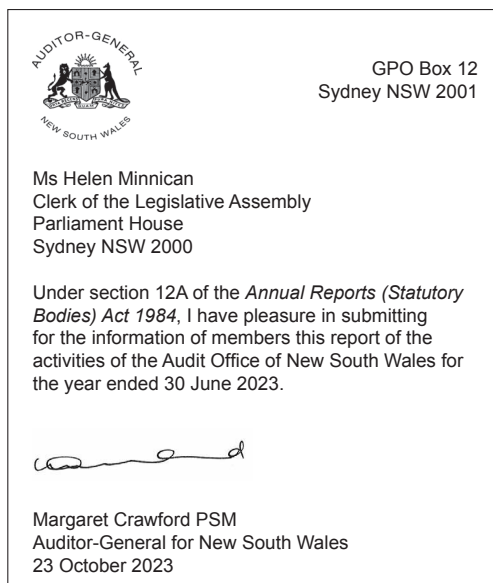 AUDITOR-GENERAL
NEW SOUTH WALES
GPO Box 12
Sydney NSW 2001
Ms Helen Minnican
Clerk of the Legislative Assembly
Parliament House
Sydney NSW 2000
Under section 12A of the Annual Reports (Statutory
Bodies) Act 1984, I have pleasure in submitting
for the information of members this report of the
activities of the Audit Office of New South Wales for
the year ended 30 June 2023.
Margaret Crawford PSM
Auditor-General for New South Wales
23 October 2023